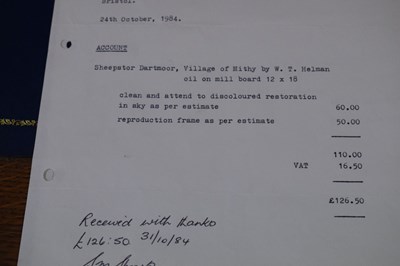 Bristol.
24th October, 1984.
ACCOUNT
Sheepstor Dartmoor, Village of Mithy by W. T. Helman
oil on mill board 12 x 18
clean and attend to discoloured restoration
in sky as per estimate 60.00
reproduction frame as per estimate 50.00
110.00
VAT 16.50
£126.50
Received with thanks
£126:50 31/10/84